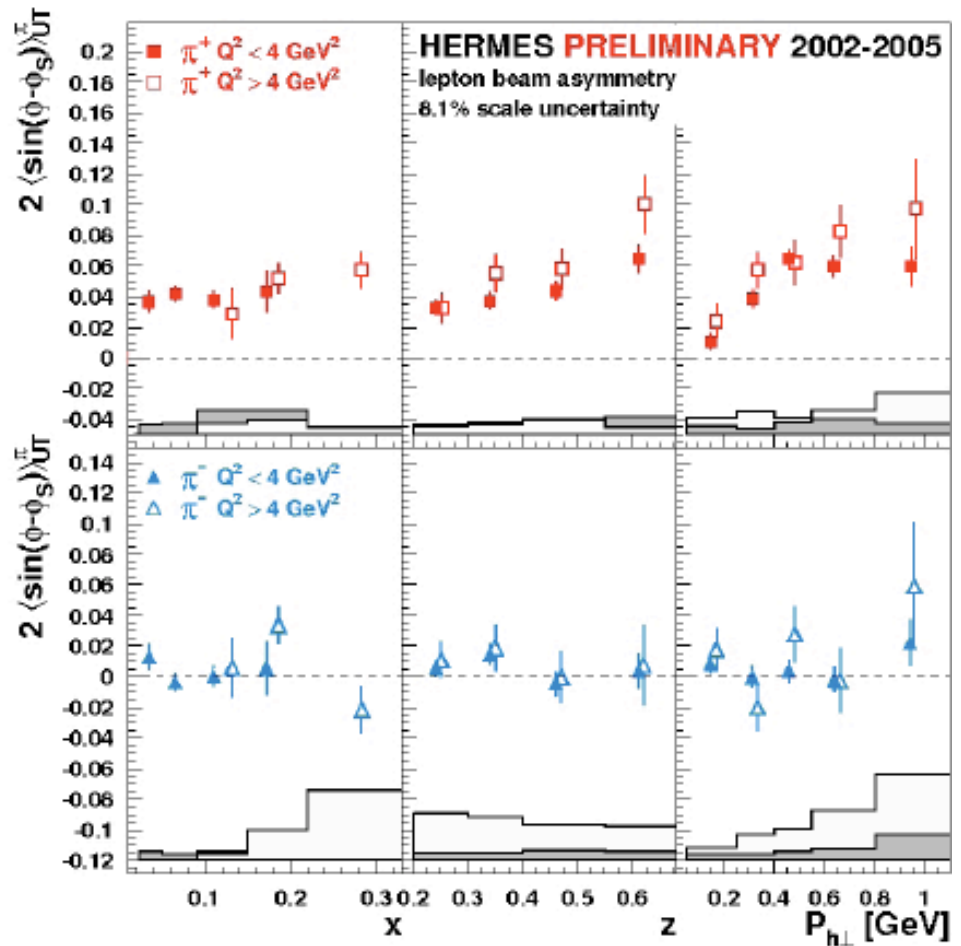 2 ⟨sin(ϕ-ϕS)⟩πUT
0.2
0.18
0.16
0.14
0.12
0.1
0.08
0.06
0.04
0.02
0
-0.02
-0.04
π+ Q2 < 4 GeV2
π+ Q2 > 4 GeV2
HERMES PRELIMINARY 2002-2005
lepton beam asymmetry
8.1% scale uncertainty
2 ⟨sin(ϕ-ϕS)⟩πUT
0.14
0.12
0.1
0.08
0.06
0.04
0.02
0
-0.02
-0.04
-0.06
-0.08
-0.1
-0.12
π- Q2 < 4 GeV2
π- Q2 > 4 GeV2
0.1 0.2 0.3 0.2 0.3 0.4 0.5 0.6 0.2 0.4 0.6 0.8 1
x z Ph⊥ [GeV]